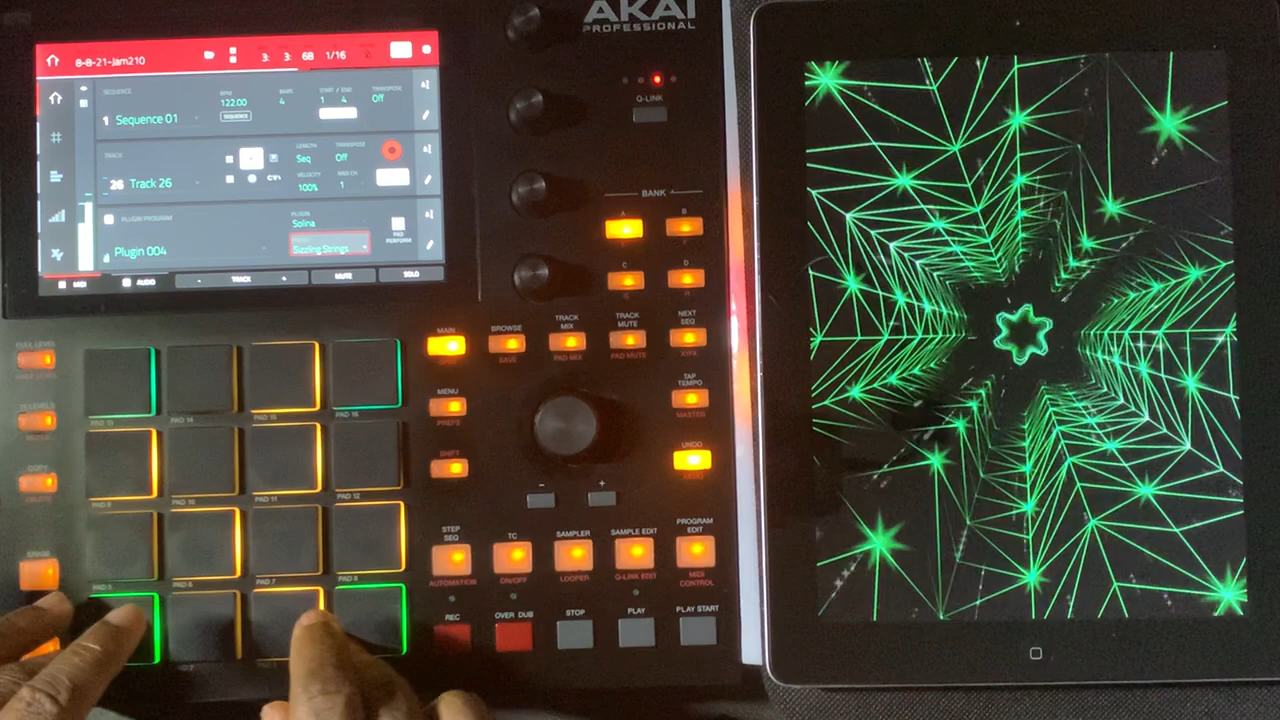 AKAI
PROFESSIONAL
8-8-21-Jam210
3: 3: 68 1/16
SEQUENCE
BPM
BARS
START / END
TRANSPOSE
1 Sequence 01
122.00
4
1 4
Off
SEQUENCE
TRACK
LENGTH
TRANSPOSE
Seq
Off
26 Track 26
VELOCITY
MIDI CH
100%
1
PLUGIN PROGRAM
PLUGIN
Solina
PAD
PERFORM
Plugin 004
Sizzling Strings
MIDI
AUDIO
-
TRACK
+
MUTE
SOLO
Q-LINK
BANK
A
B
C
D
FULL LEVEL
MAIN
BROWSE
SAVE
TRACK
MIX
PAD MIX
TRACK
MUTE
PAD MUTE
NEXT
SEQ
XYFX
16 LEVELS
MENU
PREFS
TAP
TEMPO
MASTER
COPY
DELETE
SHIFT
UNDO
- +
ERASE
STEP
SEQ
AUTOMATION
TC
ON/OFF
SAMPLER
LOOPER
SAMPLE EDIT
Q-LINK EDIT
PROGRAM
EDIT
MIDI
CONTROL
REC
OVER DUB
STOP
PLAY
PLAY START
PAD 13
PAD 14
PAD 15
PAD 16
PAD 9
PAD 10
PAD 11
PAD 12
PAD 5
PAD 6
PAD 7
PAD 8